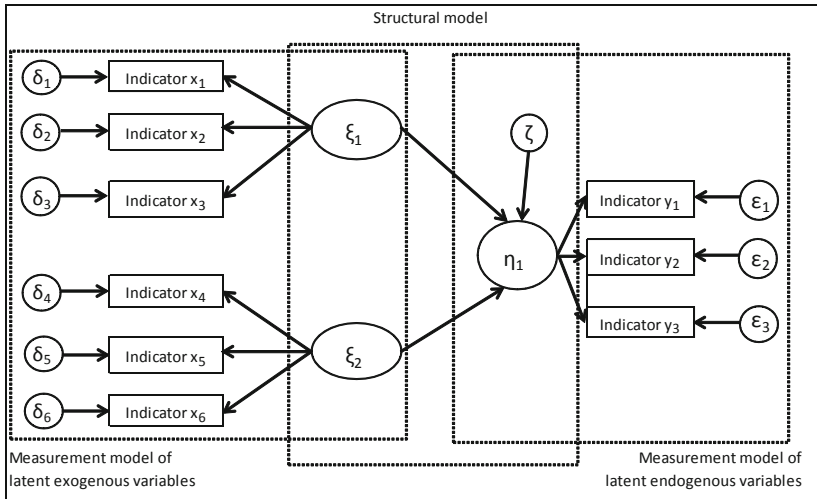 Structural model
δ1
Indicator x1
δ2
Indicator x2
ξ1
ζ
δ3
Indicator x3
Indicator y1
ε1
η1
Indicator y2
ε2
δ4
Indicator x4
Indicator y3
ε3
δ5
Indicator x5
ξ2
δ6
Indicator x6
Measurement model of
latent exogenous variables
Measurement model of
latent endogenous variables